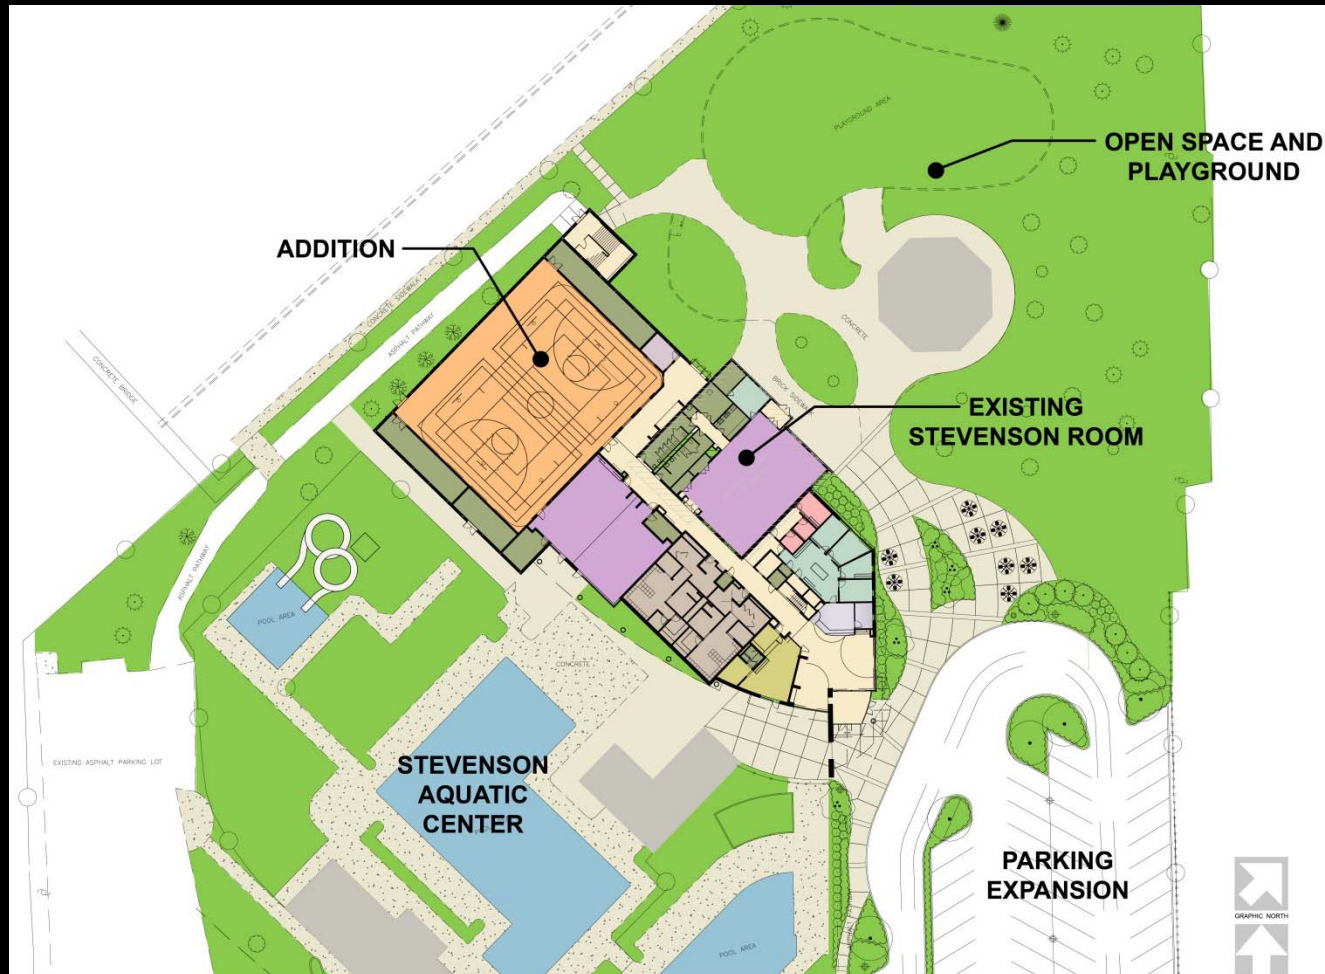 PLAYGROUND AREA
OPEN SPACE AND
PLAYGROUND
ADDITION
CONCRETE SIDEWALK
ASPHALT PATHWAY
CONCRETE
CONCRETE BRIDGE
BRICK SIDEWALK
EXISTING
STEVENSON ROOM
ASPHALT PATHWAY
POOL AREA
CONCRETE
EXISTING ASPHALT PARKING LOT
STEVENSON
AQUATIC
CENTER
PARKING
EXPANSION
POOL AREA
GRAPHIC NORTH